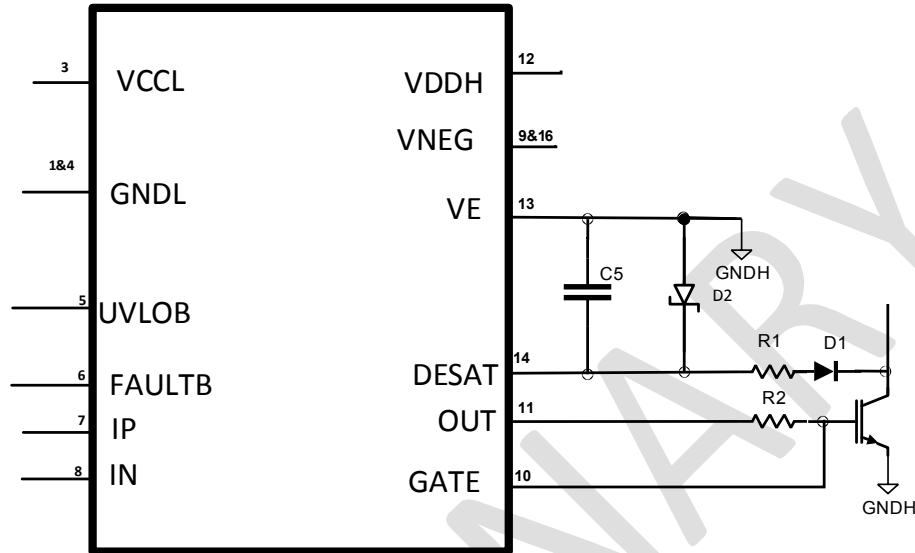 3 VCCL
1&4 GNDL
5 UVLOB
6 FAULTB
7 IP
8 IN
VDDH 12
VNEG 9&16
VE 13
GNDH
C5
D2
DESAT 14
R1 D1
R2
OUT 11
GATE 10
GNDH
NARY